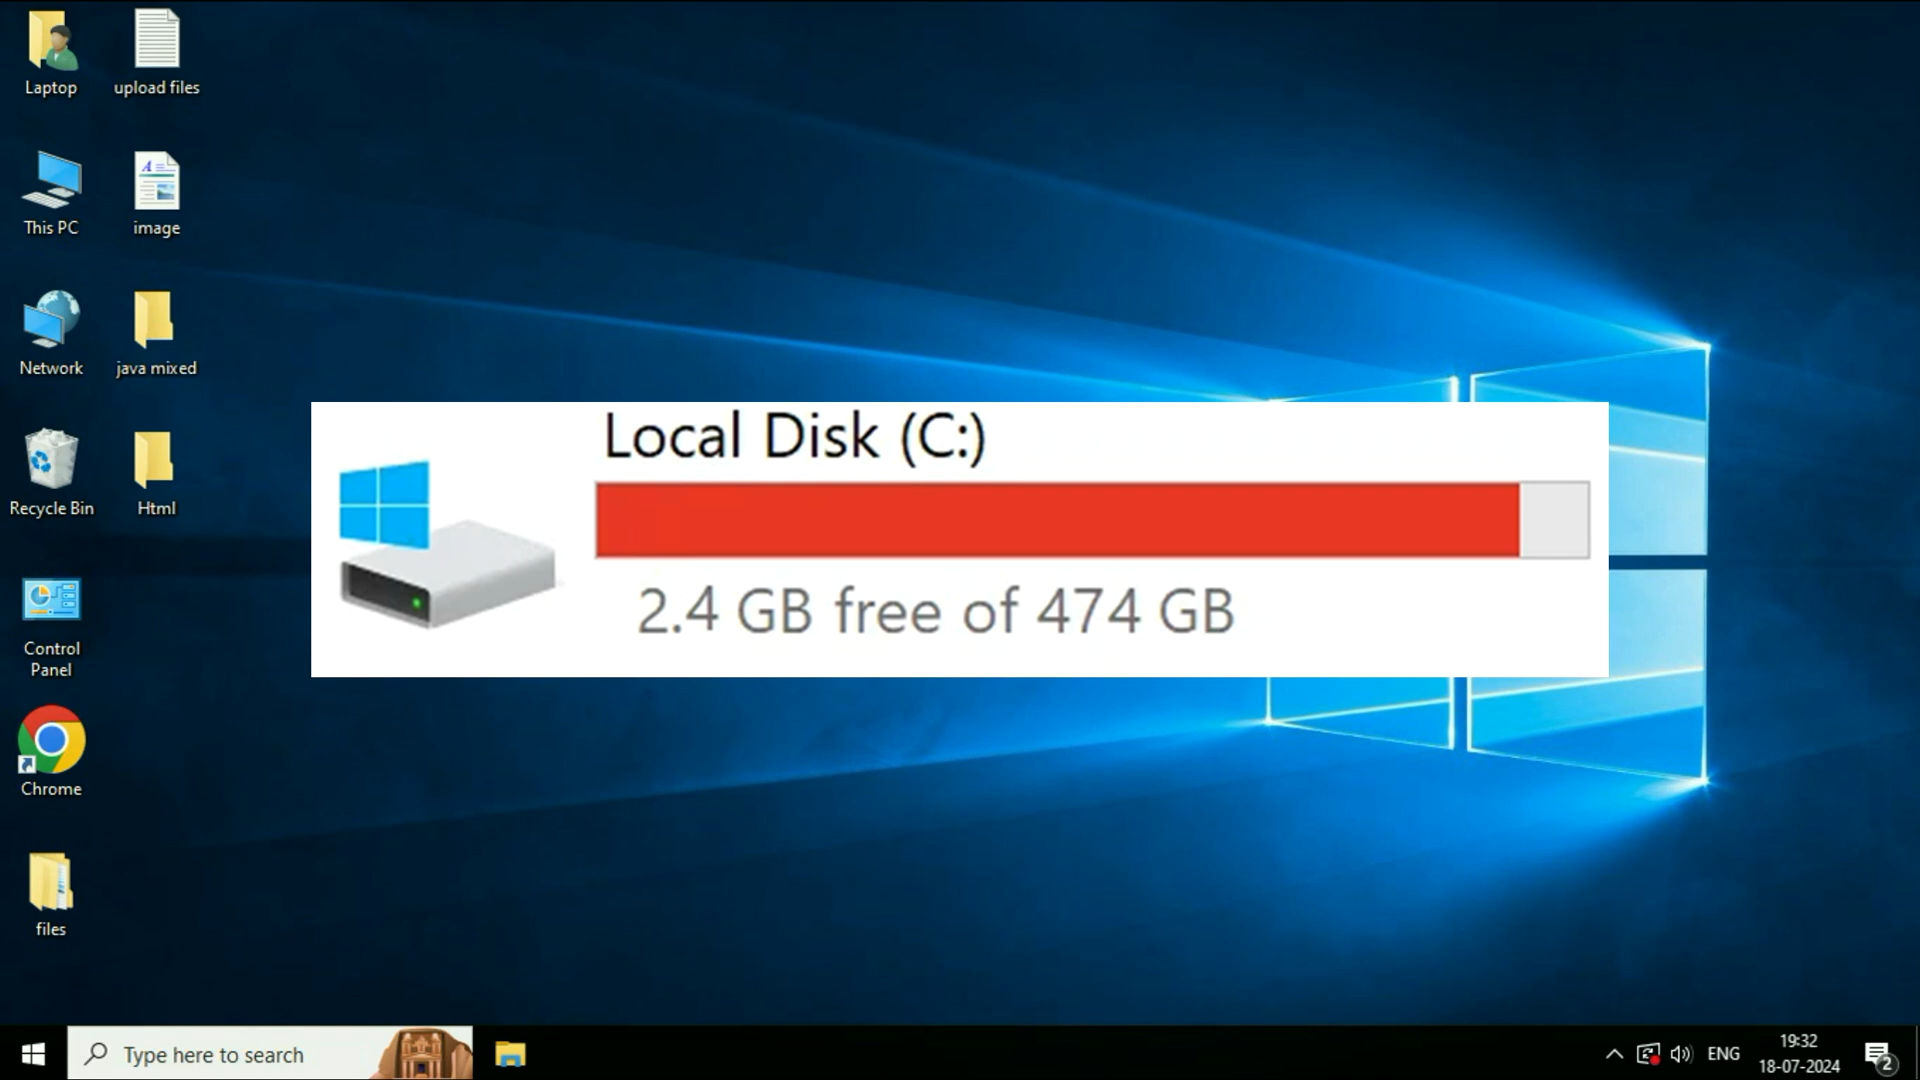 Laptop
upload files
This PC
image
Network
java mixed
Recycle Bin
Html
Control
Panel
Chrome
files
Local Disk (C:)
2.4 GB free of 474 GB
Type here to search
ENG
19:32
18-07-2024
2